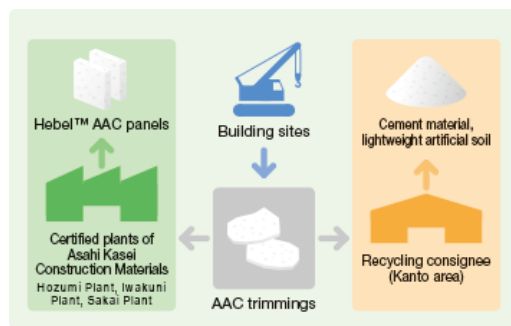 Hebel™ AAC panels
Certified plants of
Asahi Kasei
Construction Materials
Hozumi Plant, Iwakuni
Plant, Sakai Plant
Building sites
AAC trimmings
Cement material,
lightweight artificial soil
Recycling consignee
(Kanto area)